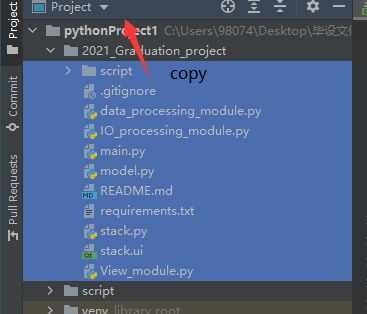 Project
pythonProject1 C:\Users\98074\Desktop\毕设文
2021_Graduation_project
script
copy
.gitignore
data_processing_module.py
IO_processing_module.py
main.py
model.py
MD README.md
requirements.txt
stack.py
Qt stack.ui
View_module.py
script
venv library root
Project
Commit
Pull Requests